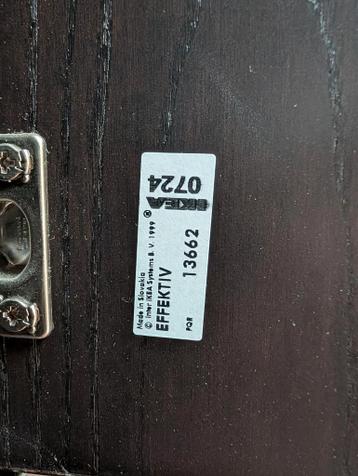 Made in Slovakia
© Inter IKEA Systems B. V. 1999 ®
EFFEKTIV
IKEA
13662
0724
PQR